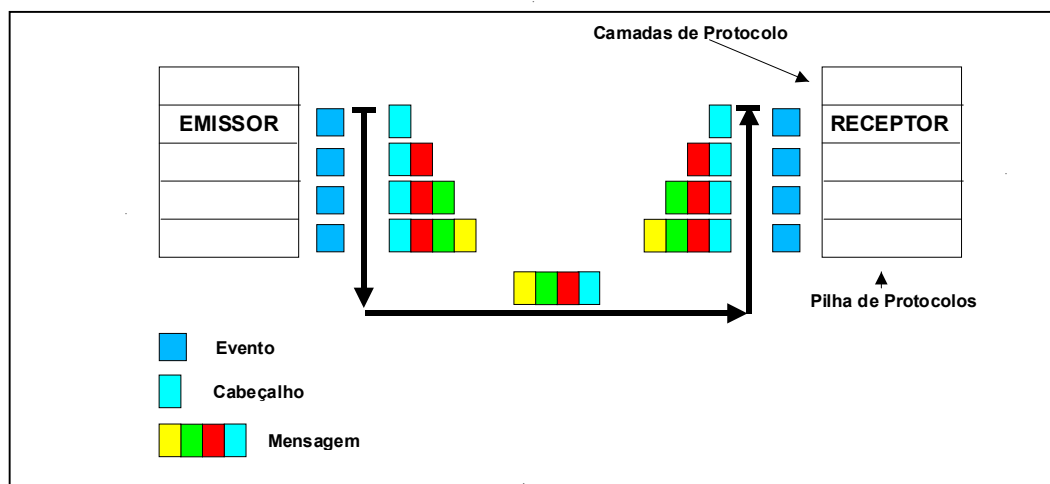 Camadas de Protocolo
EMISSOR
RECEPTOR
Pilha de Protocolos
Evento
Cabeçalho
Mensagem